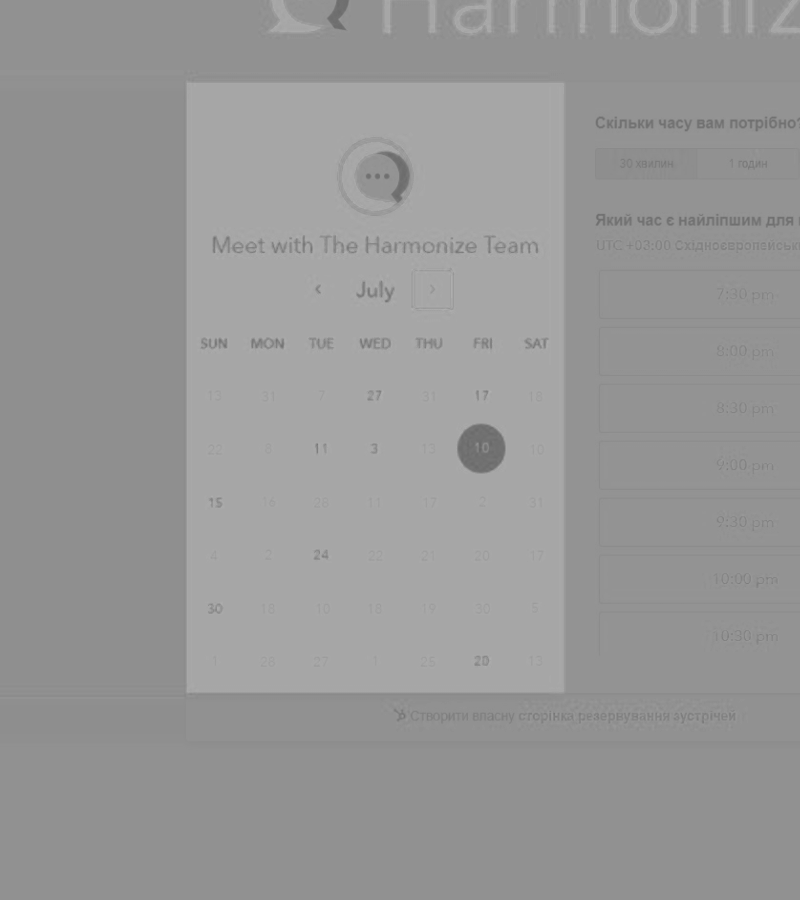 Harmoniz
Meet with The Harmonize Team
July
SUN MON TUE WED THU FRI SAT
13 31 7 27 31 17 18
22 8 11 3 13 10 10
15 16 28 11 17 2 31
4 2 24 22 21 20 17
30 18 10 18 19 30 5
1 26 27 1 25 20 13
Скільки часу вам потрібно?
30 хвилин 1 годин
Який час є найліпшим для
UTC +03:00 Східноєвропейськ
7:30 pm
8:00 pm
8:30 pm
9:00 pm
9:30 pm
10:00 pm
10:30 pm
Створити власну сторінка резервування зустрічей